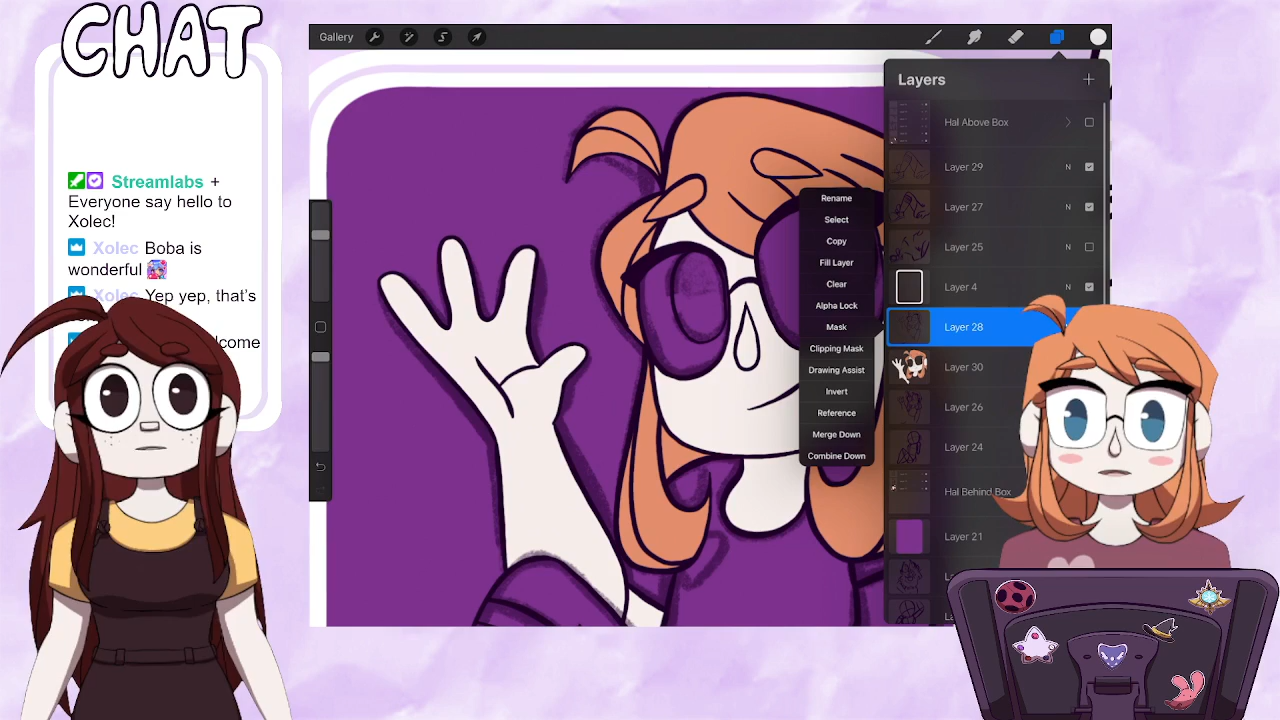 CHAT
Streamlabs +
Everyone say hello to
Xolec!
Xolec Boba is
wonderful
Xolec Yep yep, that's
lcome
Gallery
Layers
Hal Above Box
Layer 29 N
Layer 27 N
Layer 25 N
Layer 4 N
Layer 28
Layer 30
Layer 26
Layer 24
Hal Behind Box
Layer 21
Rename
Select
Copy
Fill Layer
Clear
Alpha Lock
Mask
Clipping Mask
Drawing Assist
Invert
Reference
Merge Down
Combine Down